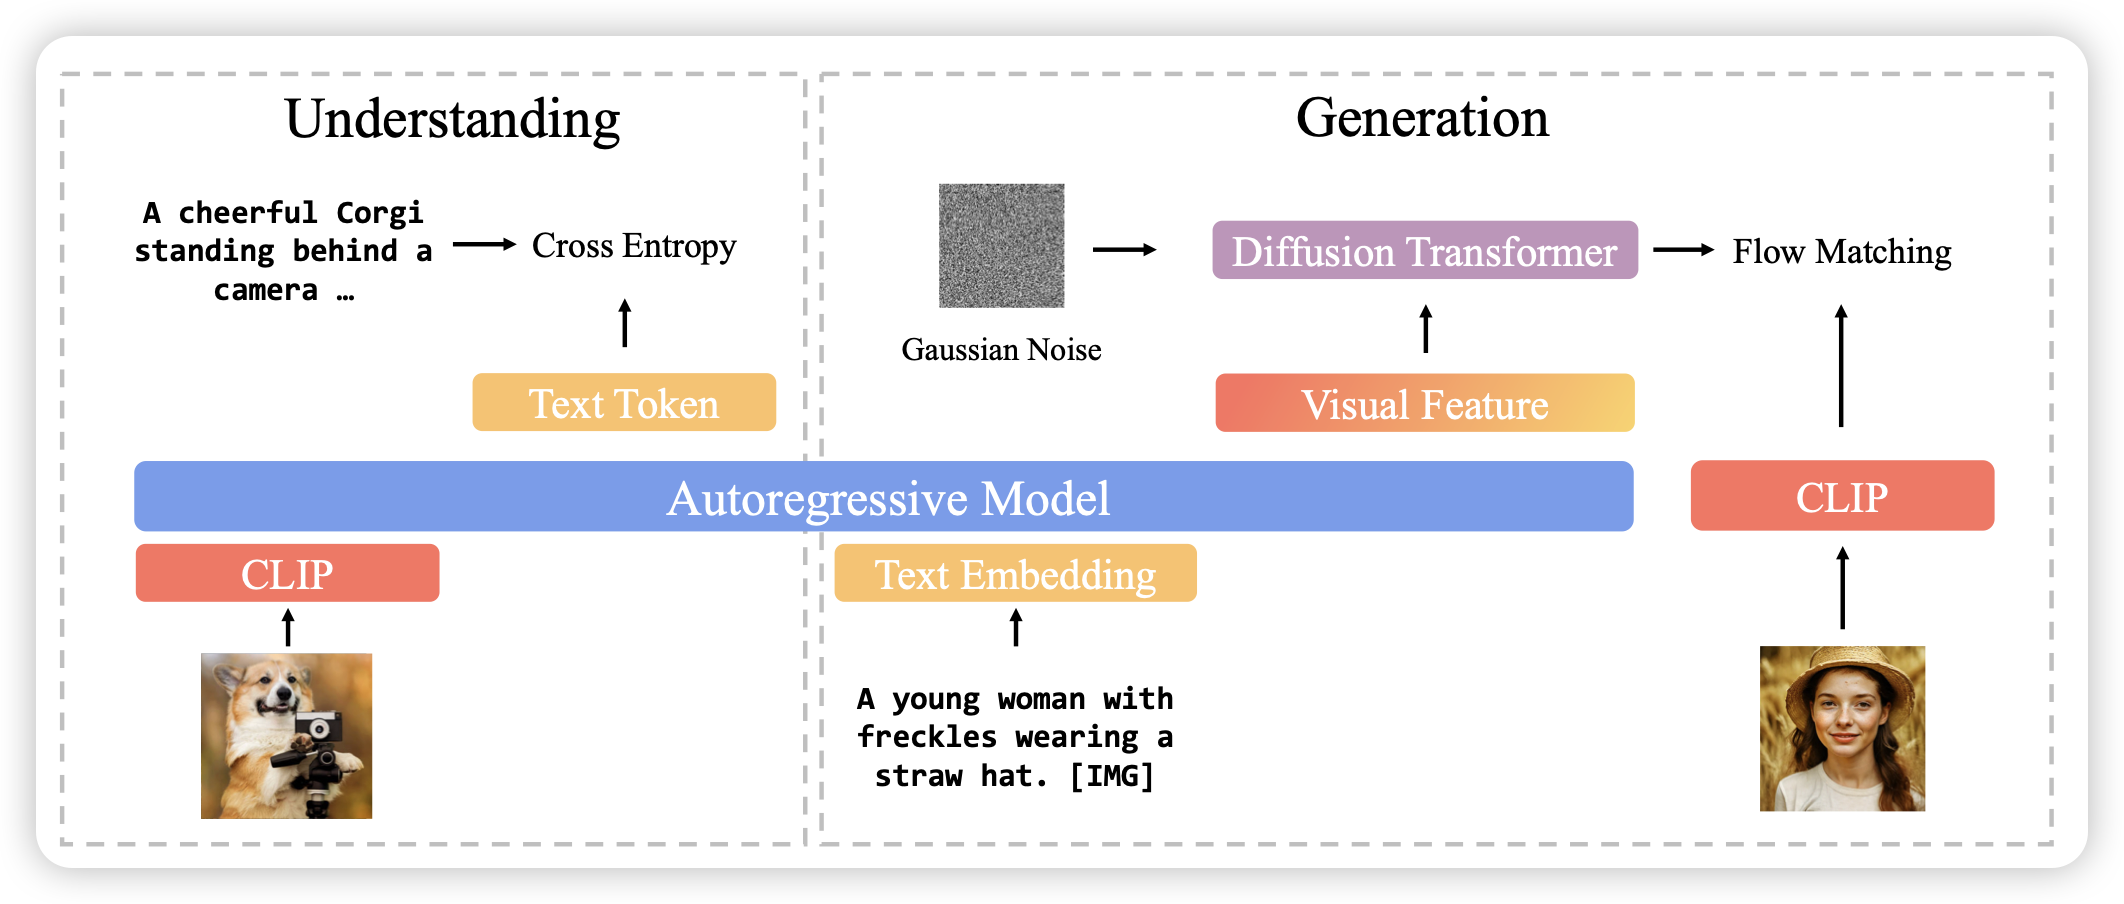 Understanding
A cheerful Corgi
standing behind a
camera …
Cross Entropy
Text Token
Generation
Gaussian Noise
Diffusion Transformer
Flow Matching
Visual Feature
Autoregressive Model
CLIP
CLIP
Text Embedding
A young woman with
freckles wearing a
straw hat. [IMG]